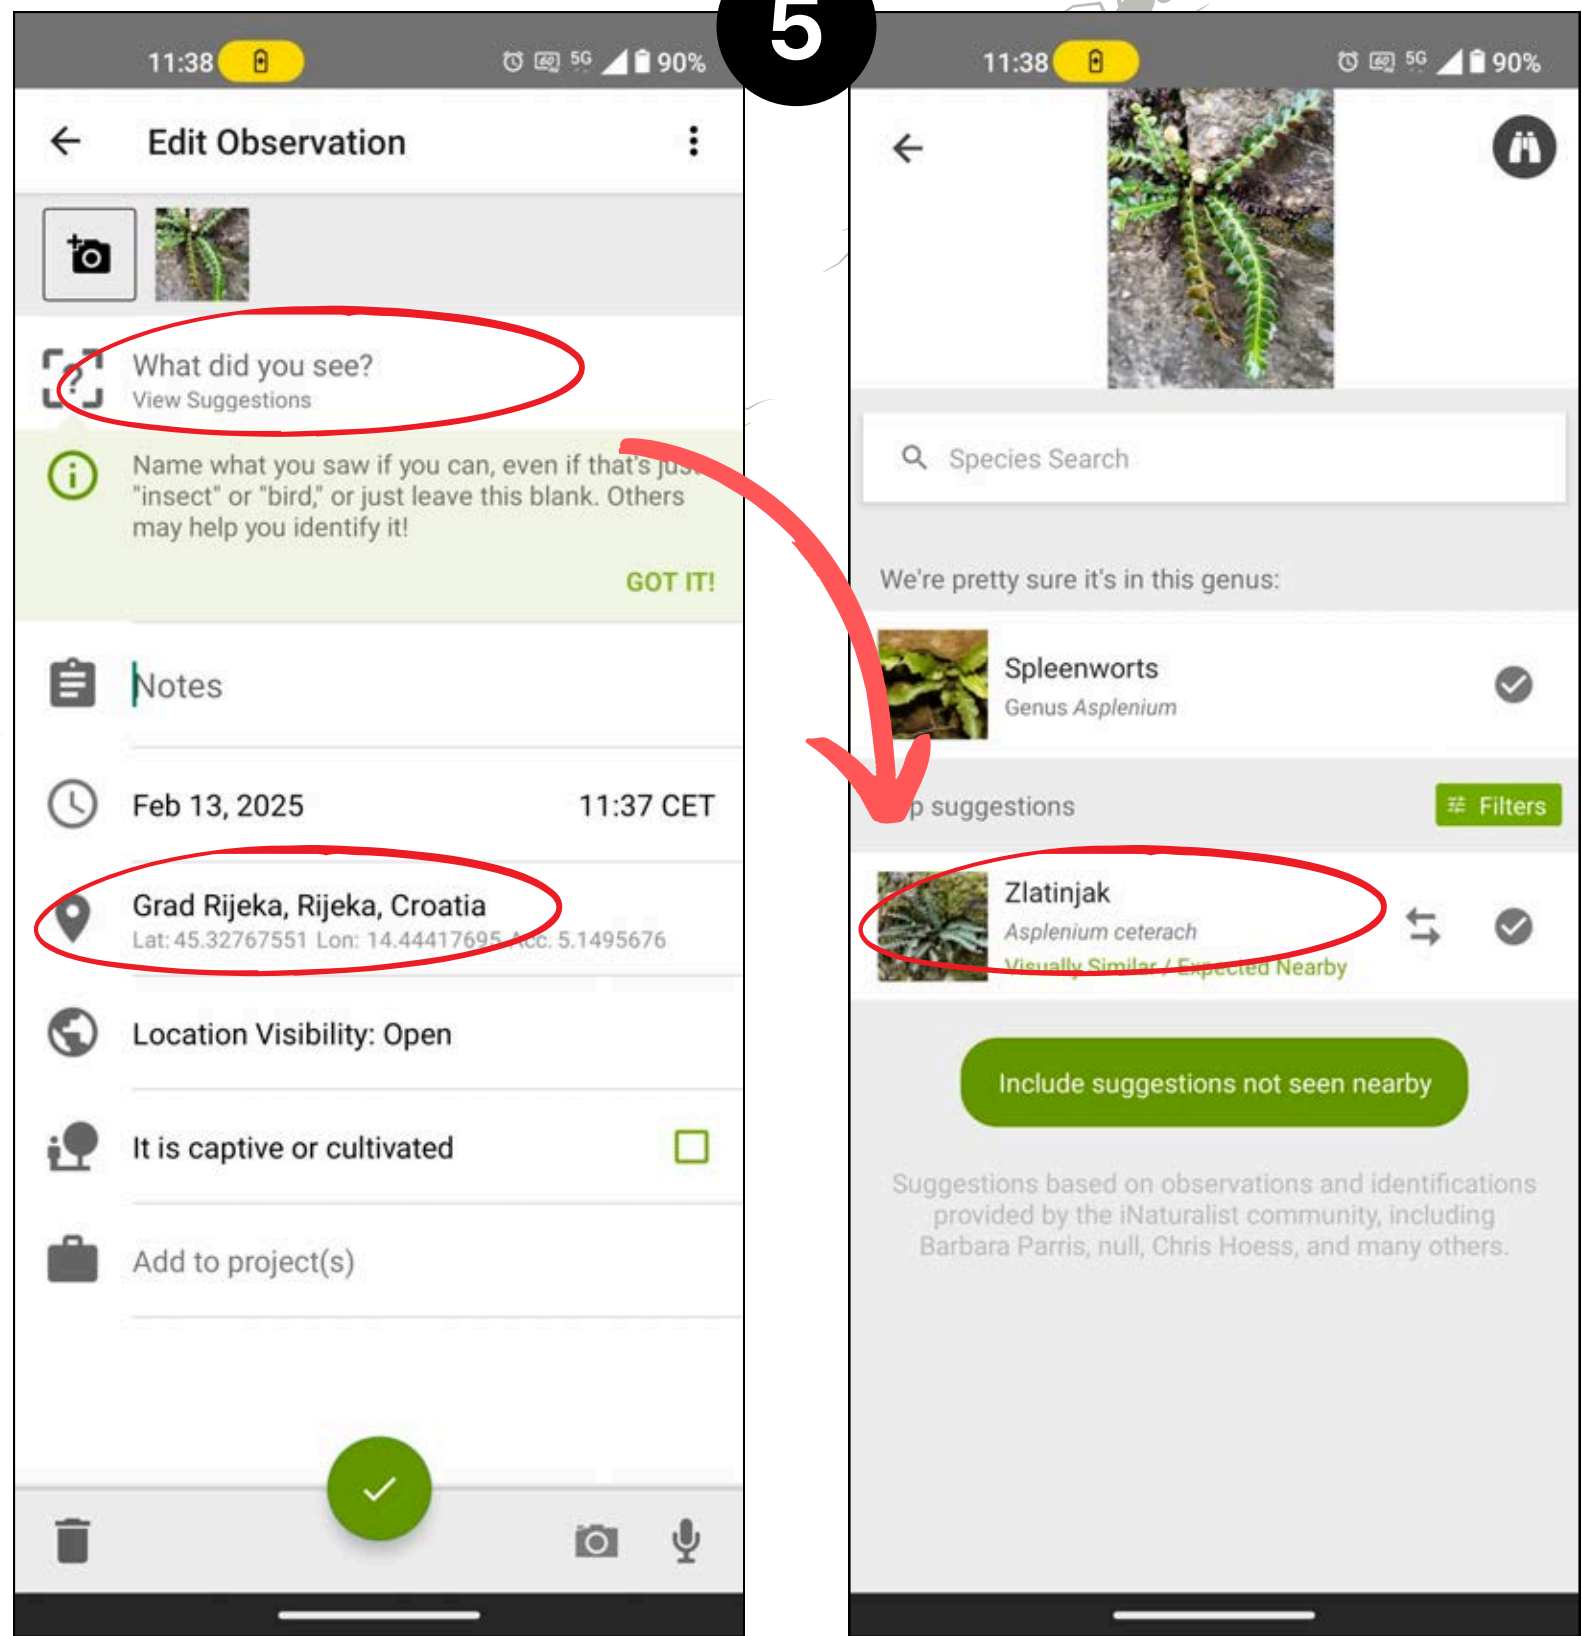 5
11:38
5G 90%
Edit Observation
What did you see?
View Suggestions
Name what you saw if you can, even if that's just
"insect" or "bird," or just leave this blank. Others
may help you identify it!
GOT IT!
Notes
Feb 13, 2025 11:37 CET
Grad Rijeka, Rijeka, Croatia
Lat: 45.32767551 Lon: 14.44417695 Acc. 5.1495676
Location Visibility: Open
It is captive or cultivated
Add to project(s)
11:38
5G 90%
Species Search
We're pretty sure it's in this genus:
Spleenworts
Genus Asplenium
suggestions
Filters
Zlatinjak
Asplenium ceterach
Visually Similar / Expected Nearby
Include suggestions not seen nearby
Suggestions based on observations and identifications
provided by the iNaturalist community, including
Barbara Parris, null, Chris Hoess, and many others.